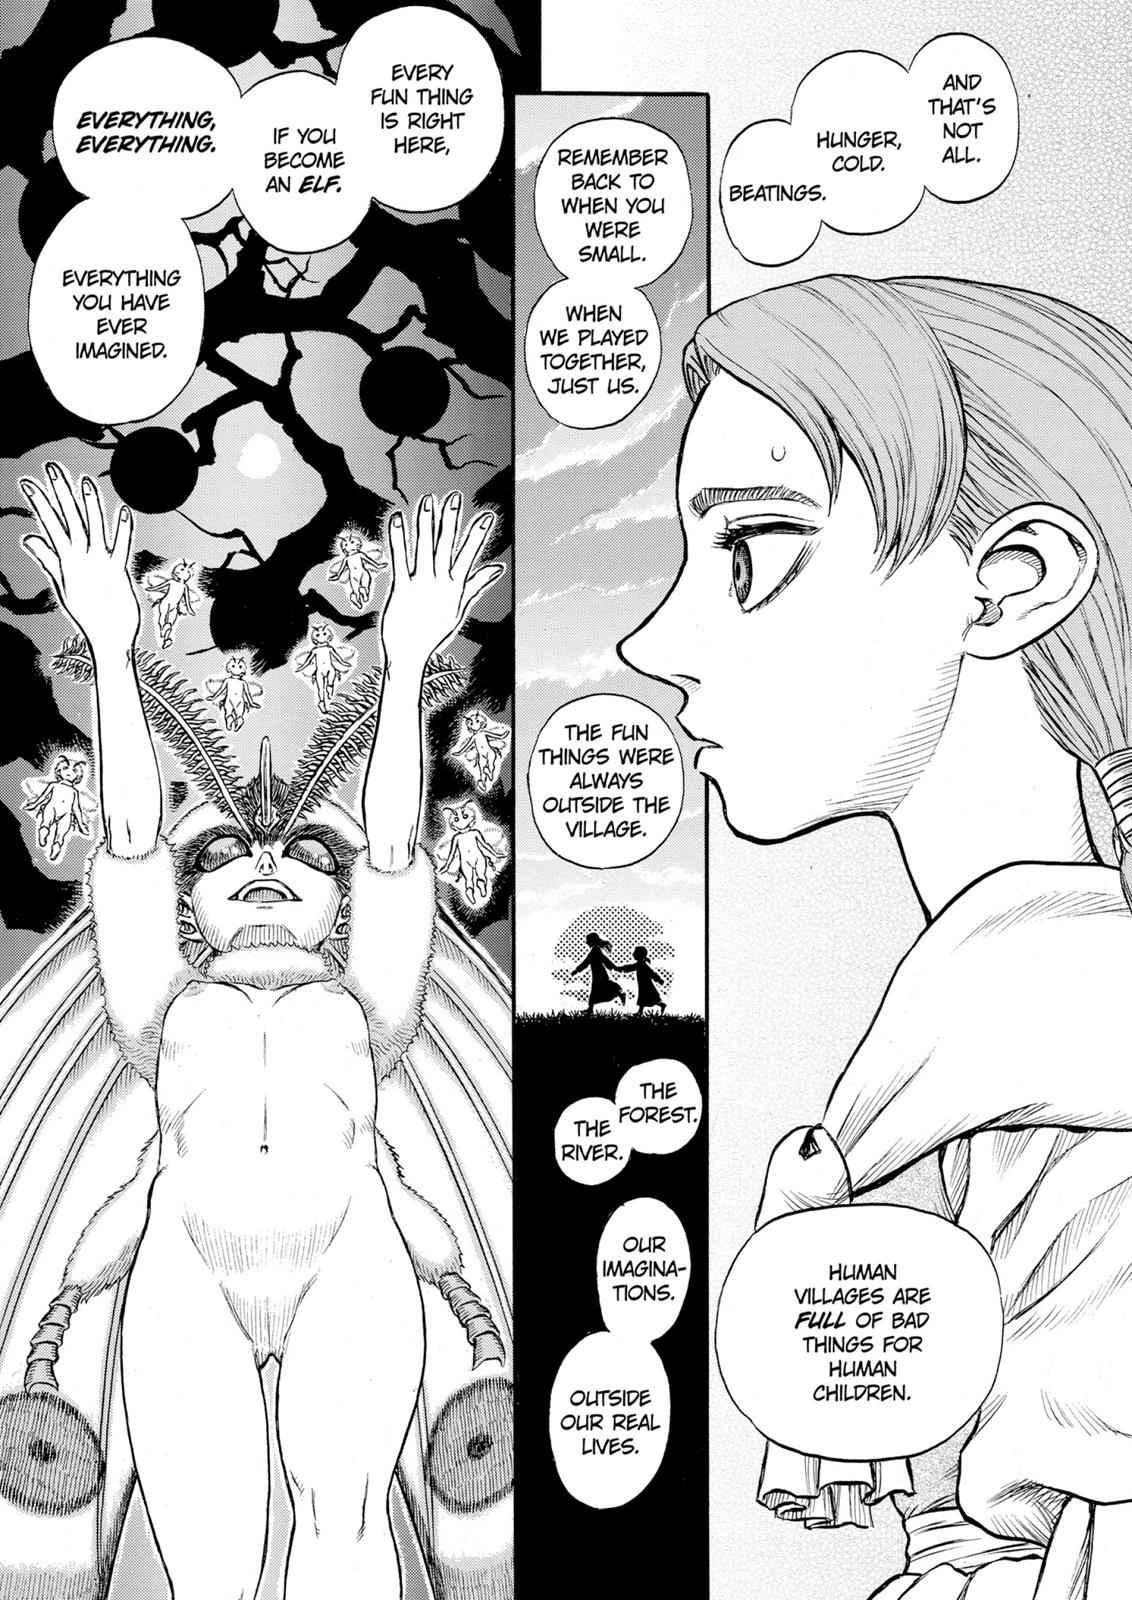 AND
THAT'S
NOT
ALL.
HUNGER,
COLD.
BEATINGS.
HUMAN
VILLAGES ARE
FULL OF BAD
THINGS FOR
HUMAN
CHILDREN.
REMEMBER
BACK TO
WHEN YOU
WERE
SMALL.
WHEN
WE PLAYED
TOGETHER,
JUST US.
THE FUN
THINGS WERE
ALWAYS
OUTSIDE THE
VILLAGE.
THE
FOREST.
THE
RIVER.
OUR
IMAGINA-
TIONS.
OUTSIDE
OUR REAL
LIVES.
EVERY
FUN THING
IS RIGHT
HERE,
IF YOU
BECOME
AN ELF.
EVERYTHING,
EVERYTHING.
EVERYTHING
YOU HAVE
EVER
IMAGINED.